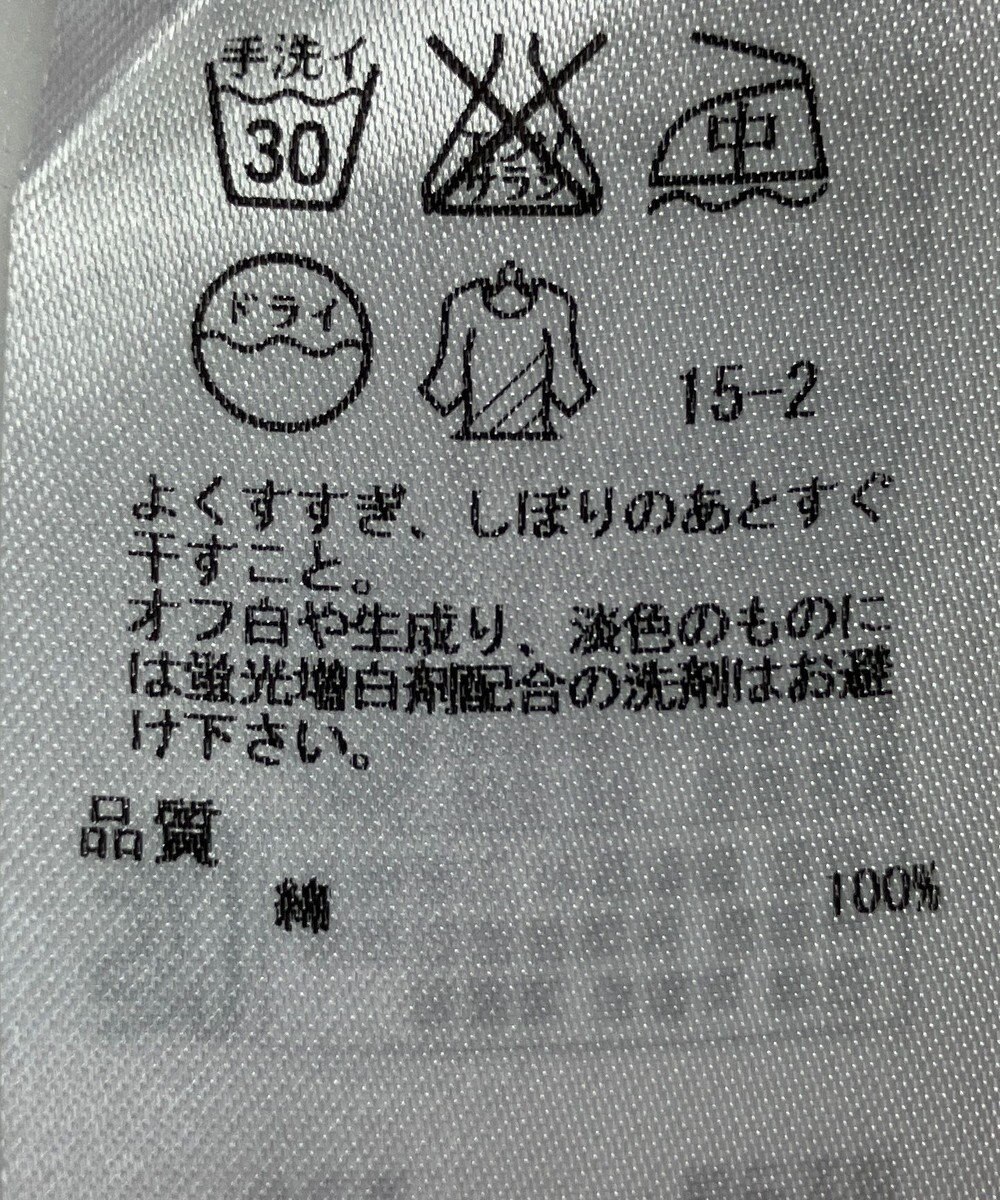 手洗イ
30
エンソ
サラシ
中
ドライ
15-2
よくすすぎ、しぼりのあとすぐ
干すこと。
オフ白や生成り、淡色のものに
は蛍光増白剤配合の洗剤はお避
け下さい。
品質
綿 100%